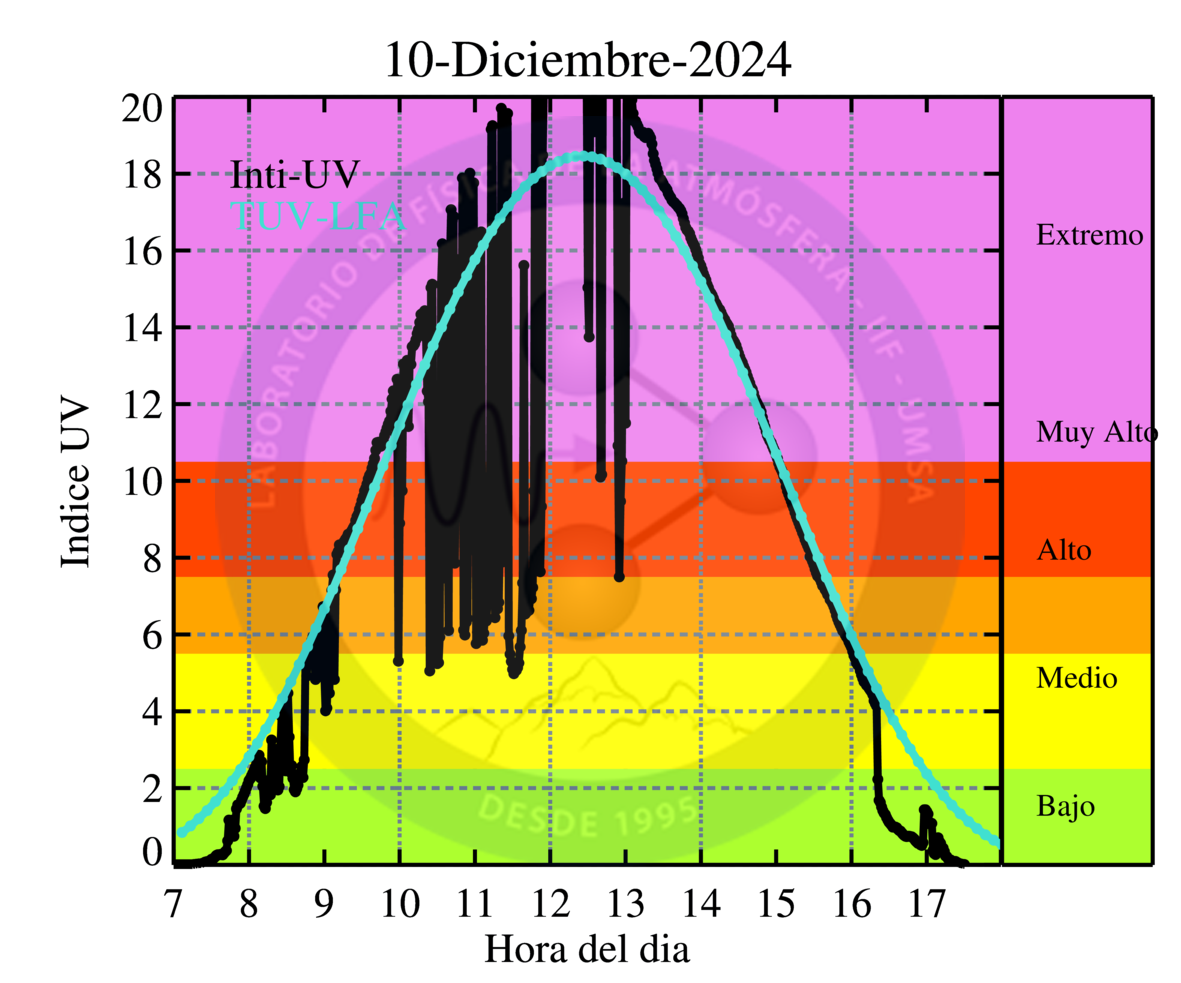 10-Diciembre-2024
Indice UV
20
18
16
14
12
10
8
6
4
2
0
Inti-UV
TUV-LFA
LABORATORIO DE FÍSICA DE LA ATMÓSFERA - IIF - UMSA
DESDE 1995
Extremo
Muy Alto
Alto
Medio
Bajo
7 8 9 10 11 12 13 14 15 16 17
Hora del dia